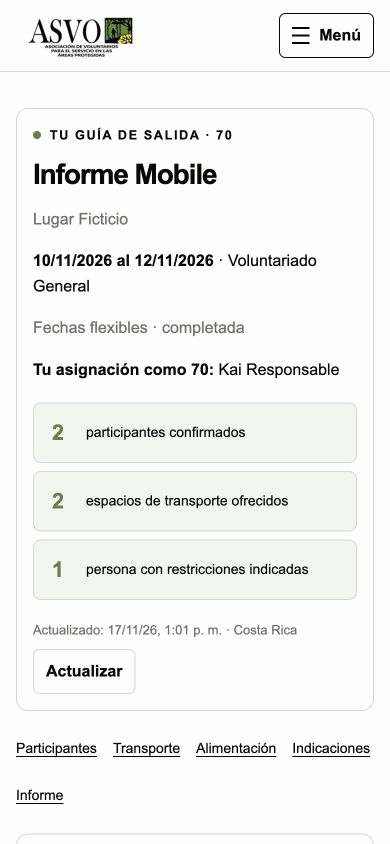 ASVO
ASOCIACIÓN DE VOLUNTARIOS
PARA EL SERVICIO EN LAS
ÁREAS PROTEGIDAS
Menú
TU GUÍA DE SALIDA · 70
Informe Mobile
Lugar Ficticio
10/11/2026 al 12/11/2026 · Voluntariado
General
Fechas flexibles · completada
Tu asignación como 70: Kai Responsable
2 participantes confirmados
2 espacios de transporte ofrecidos
1 persona con restricciones indicadas
Actualizado: 17/11/26, 1:01 p. m. · Costa Rica
Actualizar
Participantes Transporte Alimentación Indicaciones
Informe